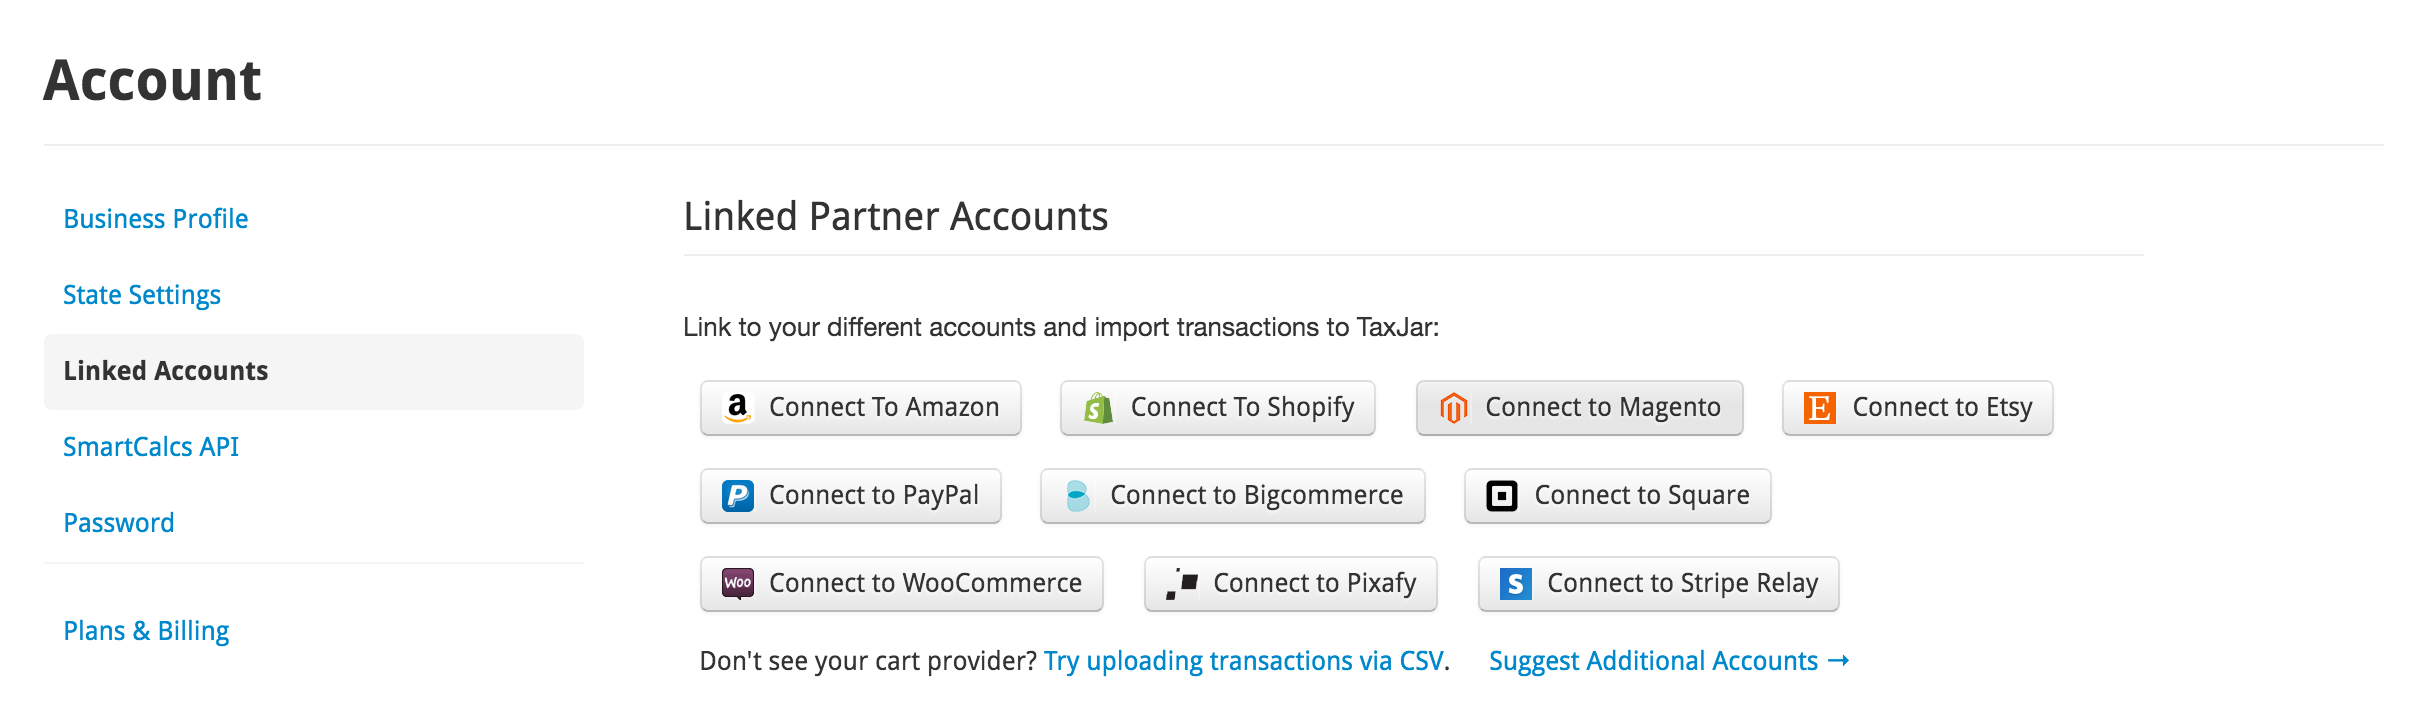 Account
Business Profile
State Settings
Linked Accounts
SmartCalcs API
Password
Plans & Billing
Linked Partner Accounts
Link to your different accounts and import transactions to TaxJar:
a Connect To Amazon S Connect To Shopify Connect to Magento E Connect to Etsy
P Connect to PayPal Connect to Bigcommerce Connect to Square
Woo Connect to WooCommerce Connect to Pixafy S Connect to Stripe Relay
Don't see your cart provider? Try uploading transactions via CSV. Suggest Additional Accounts →